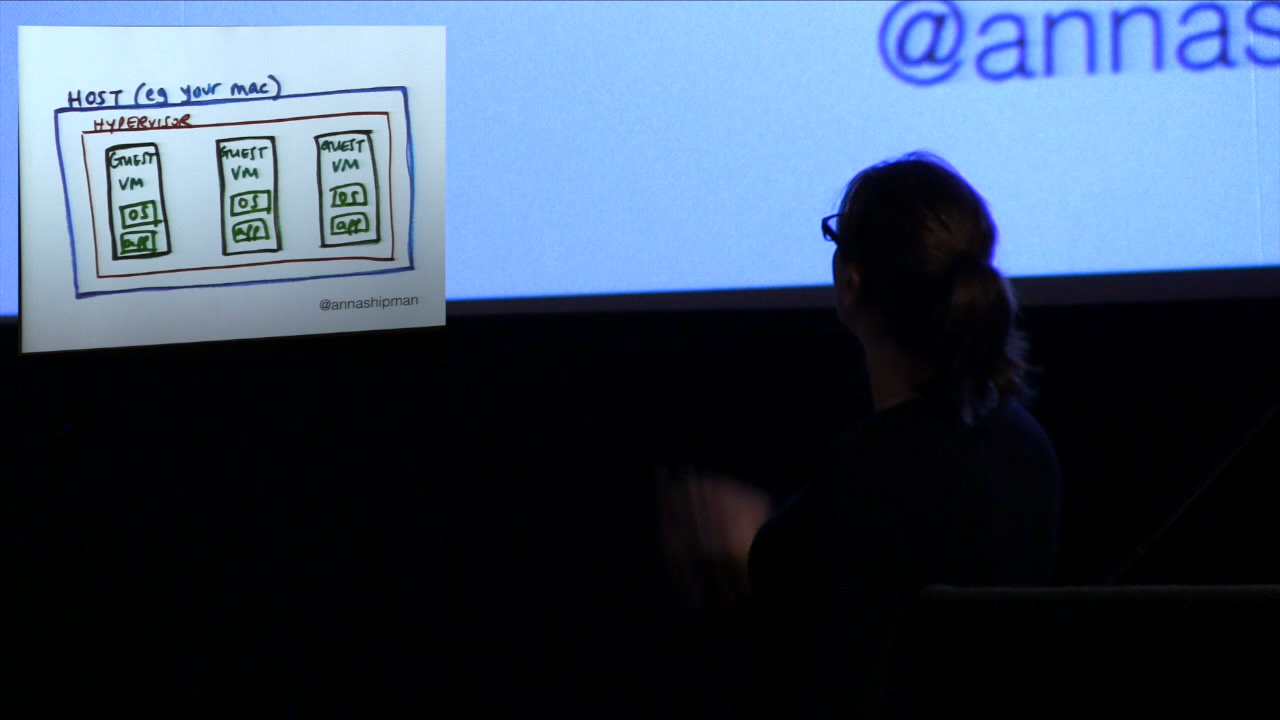 HOST (eg your mac)
HYPERVISOR
GUEST
VM
OS
app
GUEST
VM
OS
app
GUEST
VM
OS
app
@annashipman
@annas